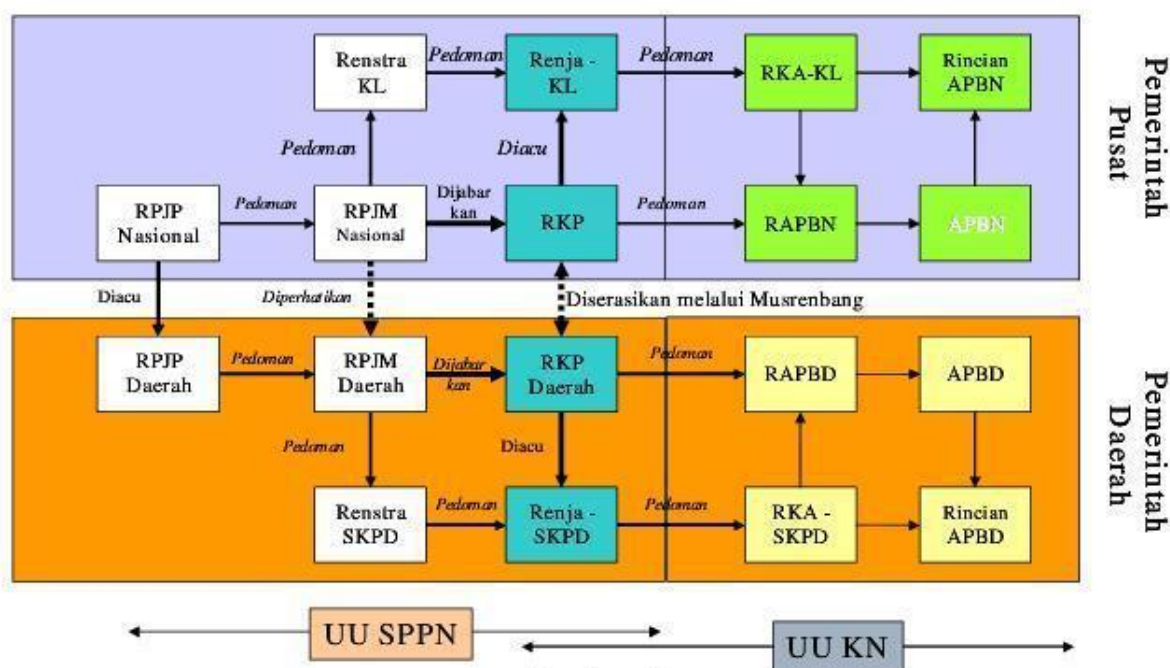 Renstra
KL
Pedoman
Renja -
KL
Pedoman
RKA-KL
Rincian
APBN
Pedoman
Diacu
RPJP
Nasional
Pedoman
RPJM
Nasional
Dijabar
kan
RKP
Pedoman
RAPBN
APBN
Pemerintah
Pusat
Diacu
Diperhatikan
Diserasikan melalui Musrenbang
RPJP
Daerah
Pedoman
RPJM
Daerah
Dijabar
kan
RKP
Daerah
Pedoman
RAPBD
APBD
Pedoman
Diacu
Renstra
SKPD
Pedoman
Renja -
SKPD
Pedoman
RKA -
SKPD
Rincian
APBD
Pemerintah
Daerah
UU SPPN
UU KN